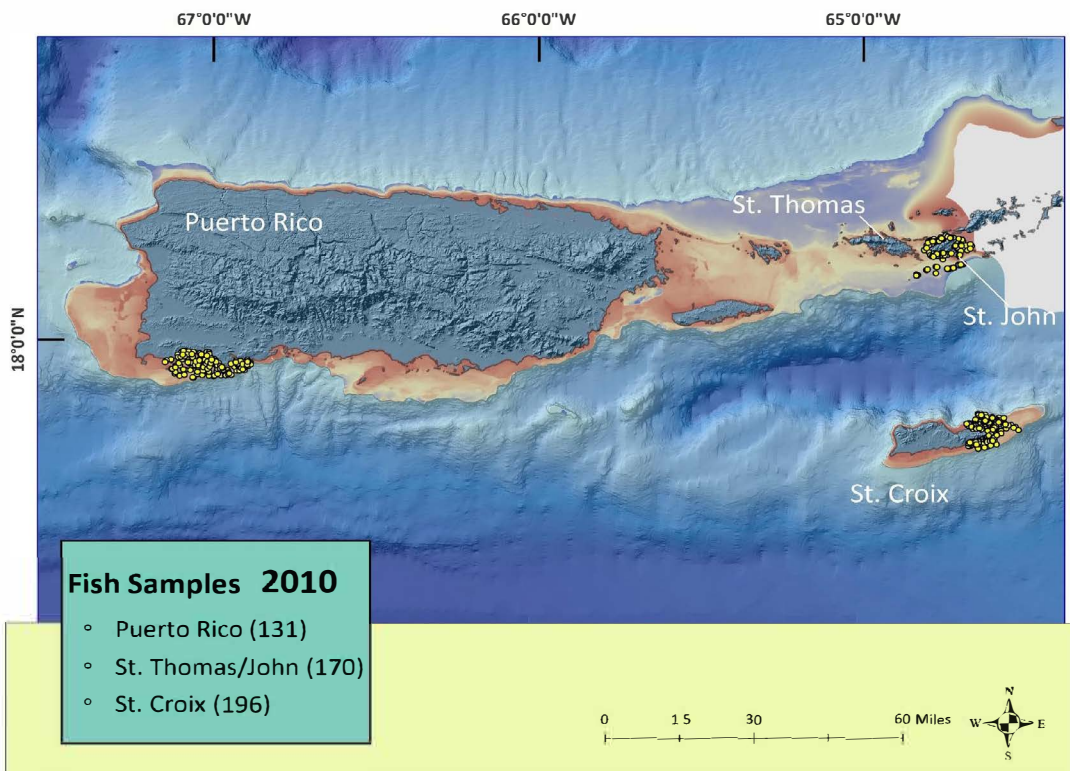 67°0'0"W 66°0'0"W 65°0'0"W
St. Thomas
Puerto Rico
St. John
18°0'0"N
St. Croix
Fish Samples 2010
° Puerto Rico (131)
° St. Thomas/John (170)
° St. Croix (196)
N
0 15 30 60 Miles
W E
S